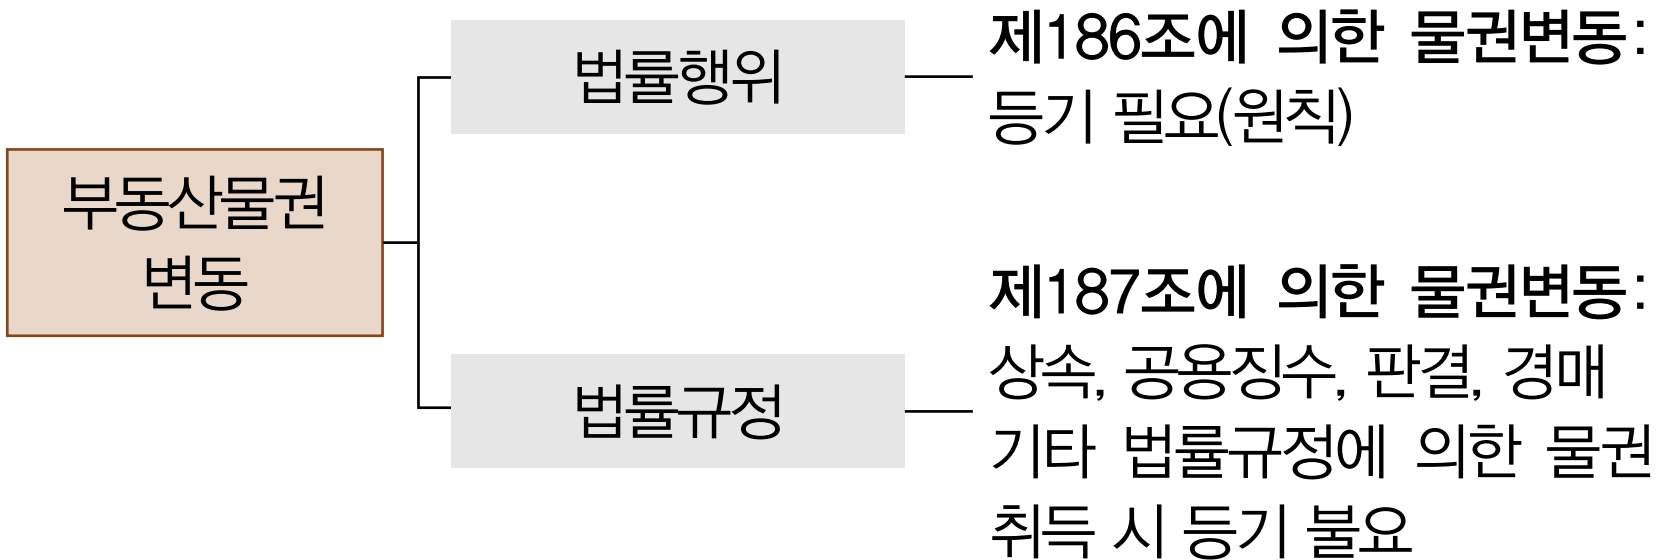 부동산물권
변동
법률행위
제186조에 의한 물권변동:
등기 필요(원칙)
법률규정
제187조에 의한 물권변동:
상속, 공용징수, 판결, 경매
기타 법률규정에 의한 물권
취득 시 등기 불요